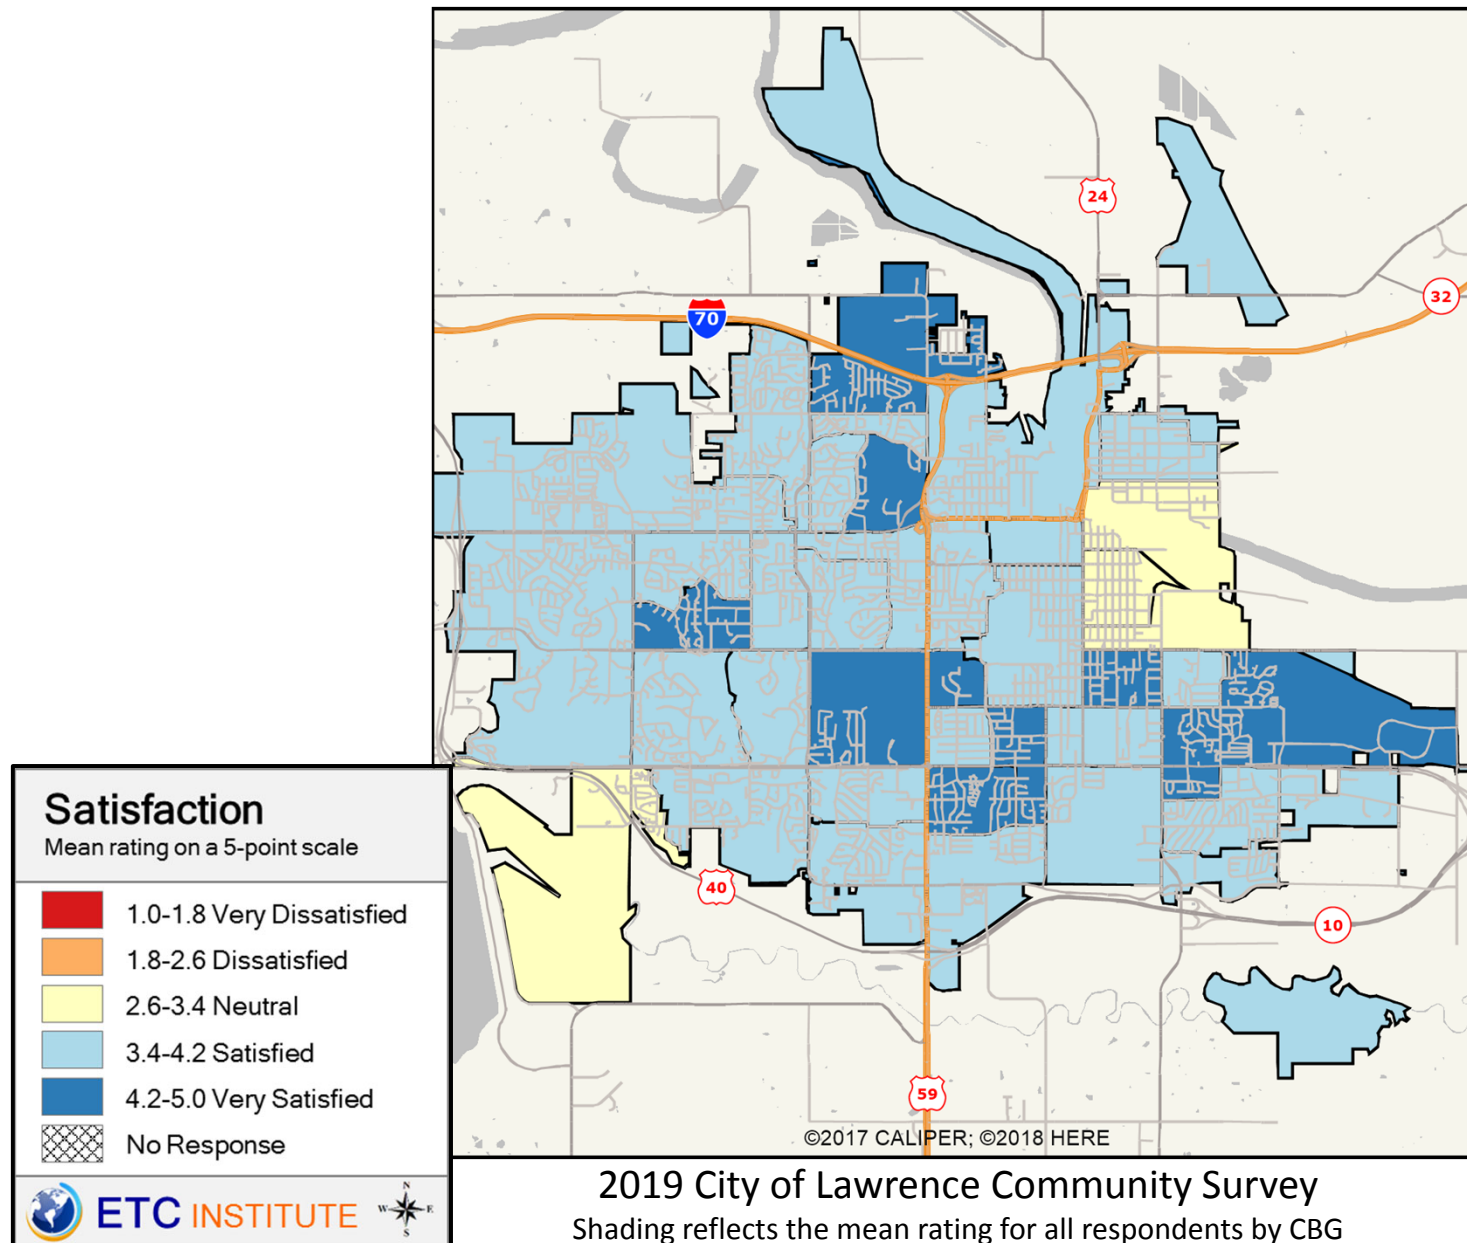 24
32
70
Satisfaction
Mean rating on a 5-point scale
1.0-1.8 Very Dissatisfied
1.8-2.6 Dissatisfied
2.6-3.4 Neutral
3.4-4.2 Satisfied
4.2-5.0 Very Satisfied
No Response
ETC INSTITUTE
N
W E
S
40
10
59
©2017 CALIPER; ©2018 HERE
2019 City of Lawrence Community Survey
Shading reflects the mean rating for all respondents by CBG